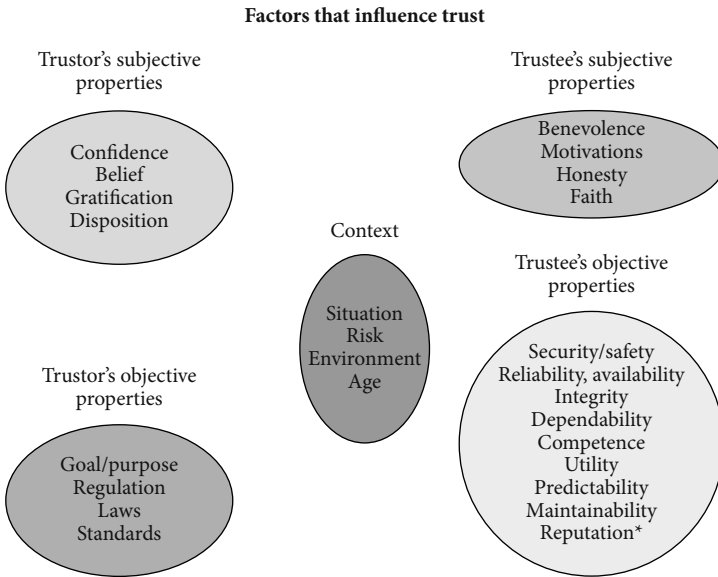 Factors that influence trust
Trustor's subjective
properties
Confidence
Belief
Gratification
Disposition
Trustee's subjective
properties
Benevolence
Motivations
Honesty
Faith
Context
Situation
Risk
Environment
Age
Trustor's objective
properties
Goal/purpose
Regulation
Laws
Standards
Trustee's objective
properties
Security/safety
Reliability, availability
Integrity
Dependability
Competence
Utility
Predictability
Maintainability
Reputation*